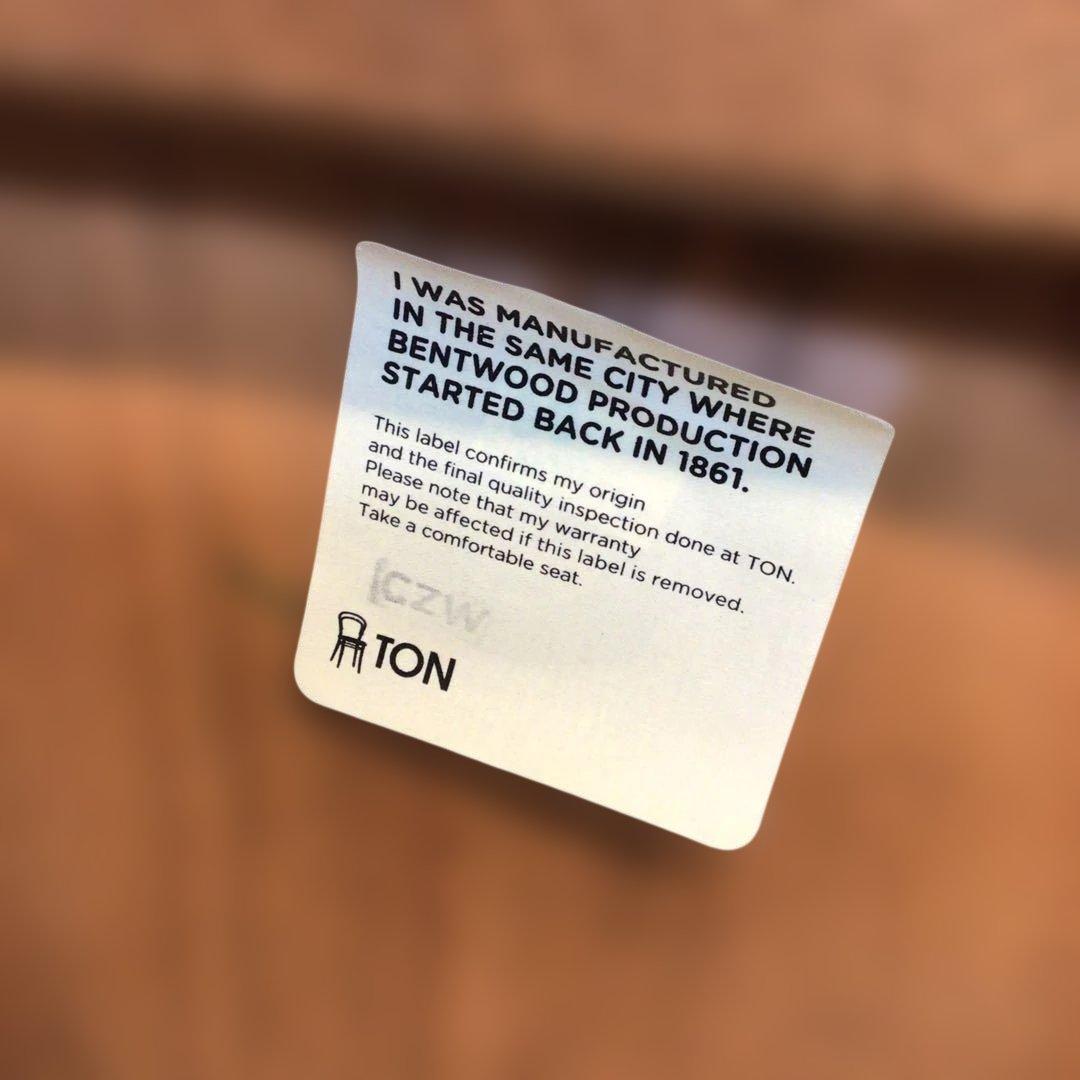 I WAS MANUFACTURED
IN THE SAME CITY WHERE
BENTWOOD PRODUCTION
STARTED BACK IN 1861.
This label confirms my origin
and the final quality inspection done at TON.
Please note that my warranty
may be affected if this label is removed.
Take a comfortable seat.
TON